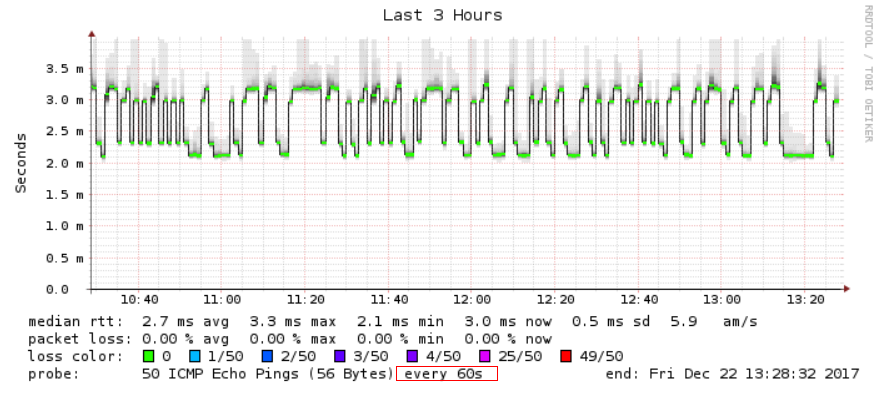 Last 3 Hours
RRDTOOL / TOBI OETIKER
Seconds
3.5 m
3.0 m
2.5 m
2.0 m
1.5 m
1.0 m
0.5 m
0.0
10:40 11:00 11:20 11:40 12:00 12:20 12:40 13:00 13:20
median rtt: 2.7 ms avg 3.3 ms max 2.1 ms min 3.0 ms now 0.5 ms sd 5.9 am/s
packet loss: 0.00 % avg 0.00 % max 0.00 % min 0.00 % now
loss color: 0 1/50 2/50 3/50 4/50 25/50 49/50
probe: 50 ICMP Echo Pings (56 Bytes) every 60s end: Fri Dec 22 13:28:32 2017